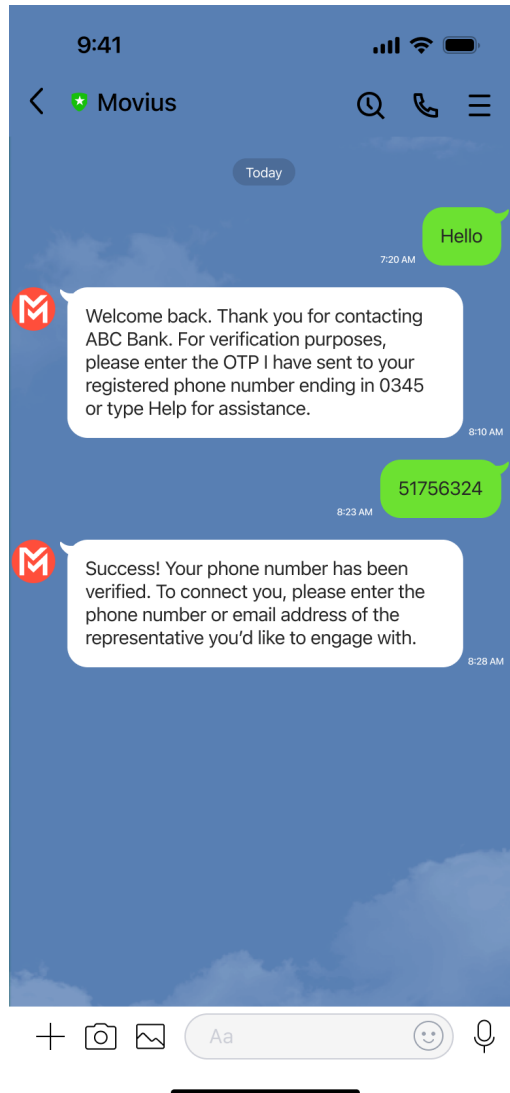 9:41
Movius
Today
Hello
7:20 AM
Welcome back. Thank you for contacting
ABC Bank. For verification purposes,
please enter the OTP I have sent to your
registered phone number ending in 0345
or type Help for assistance.
8:10 AM
51756324
8:23 AM
Success! Your phone number has been
verified. To connect you, please enter the
phone number or email address of the
representative you’d like to engage with.
8:28 AM
Aa